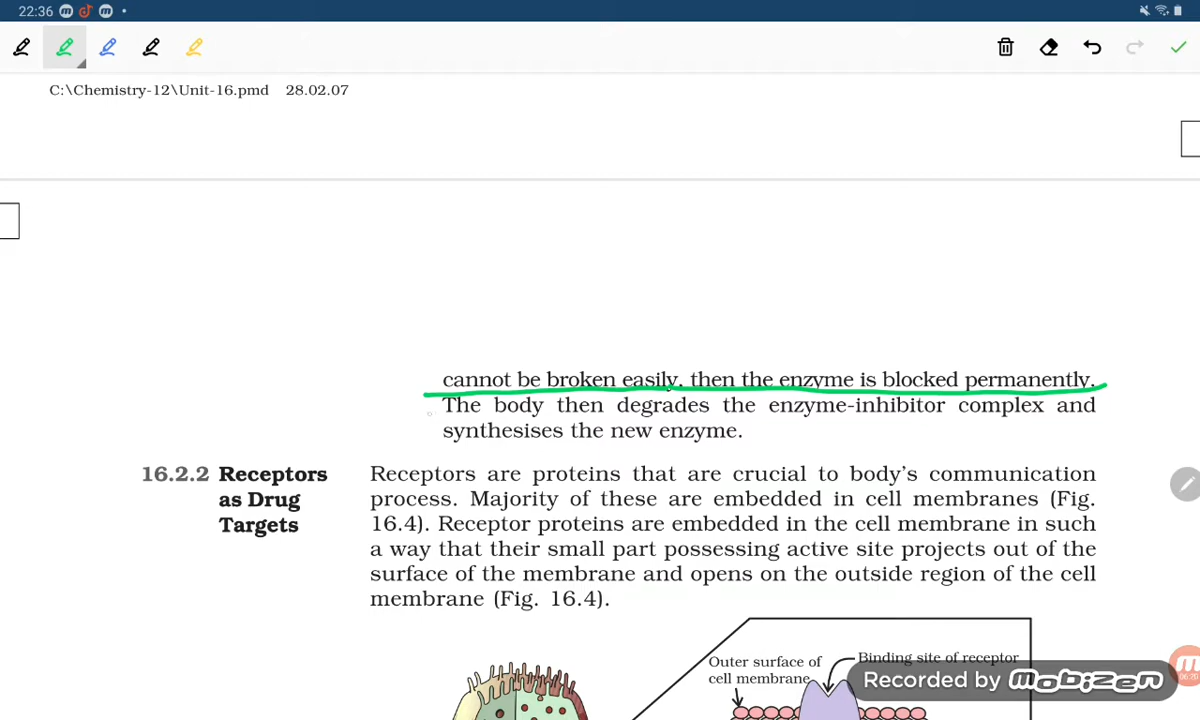 22:36
C:\Chemistry-12\Unit-16.pmd 28.02.07
cannot be broken easily, then the enzyme is blocked permanently.
The body then degrades the enzyme-inhibitor complex and
synthesises the new enzyme.
16.2.2 Receptors as Drug Targets
Receptors are proteins that are crucial to body's communication
process. Majority of these are embedded in cell membranes (Fig.
16.4). Receptor proteins are embedded in the cell membrane in such
a way that their small part possessing active site projects out of the
surface of the membrane and opens on the outside region of the cell
membrane (Fig. 16.4).
Outer surface of
cell membrane
Binding site of receptor
Recorded by mobizen
06:20